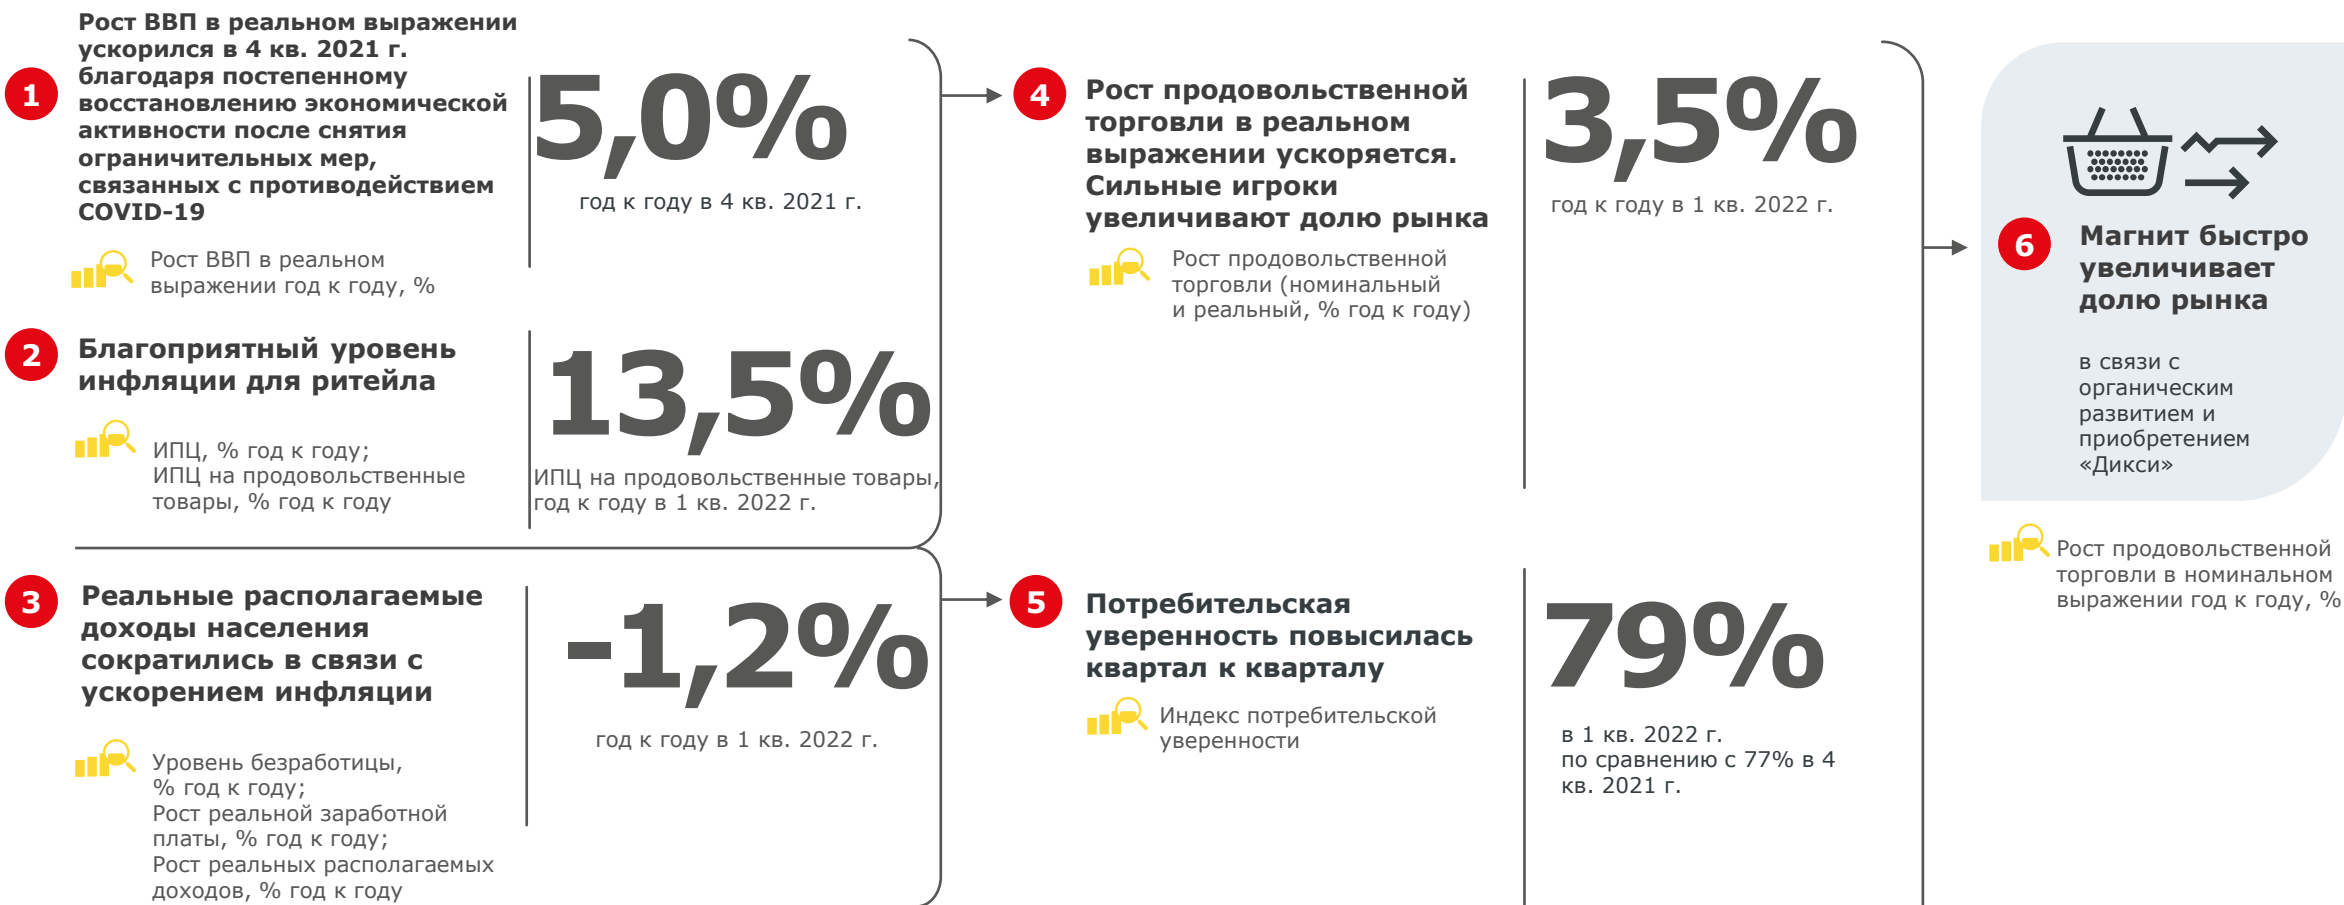 Рост ВВП в реальном выражении
ускорился в 4 кв. 2021 г.
благодаря постепенному
восстановлению экономической
активности после снятия
ограничительных мер,
связанных с противодействием
COVID-19
1
5,0%
год к году в 4 кв. 2021 г.
Рост ВВП в реальном
выражении год к году, %
2
Благоприятный уровень
инфляции для ритейла
13,5%
ИПЦ на продовольственные товары,
год к году в 1 кв. 2022 г.
ИПЦ, % год к году;
ИПЦ на продовольственные
товары, % год к году
3
Реальные располагаемые
доходы населения
сократились в связи с
ускорением инфляции
-1,2%
год к году в 1 кв. 2022 г.
Уровень безработицы,
% год к году;
Рост реальной заработной
платы, % год к году;
Рост реальных располагаемых
доходов, % год к году
4
Рост продовольственной
торговли в реальном
выражении ускоряется.
Сильные игроки
увеличивают долю рынка
3,5%
год к году в 1 кв. 2022 г.
Рост продовольственной
торговли (номинальный
и реальный, % год к году)
5
Потребительская
уверенность повысилась
квартал к кварталу
79%
в 1 кв. 2022 г.
по сравнению с 77% в 4
кв. 2021 г.
Индекс потребительской
уверенности
6
Магнит быстро
увеличивает
долю рынка
в связи с
органическим
развитием и
приобретением
«Дикси»
Рост продовольственной
торговли в номинальном
выражении год к году, %